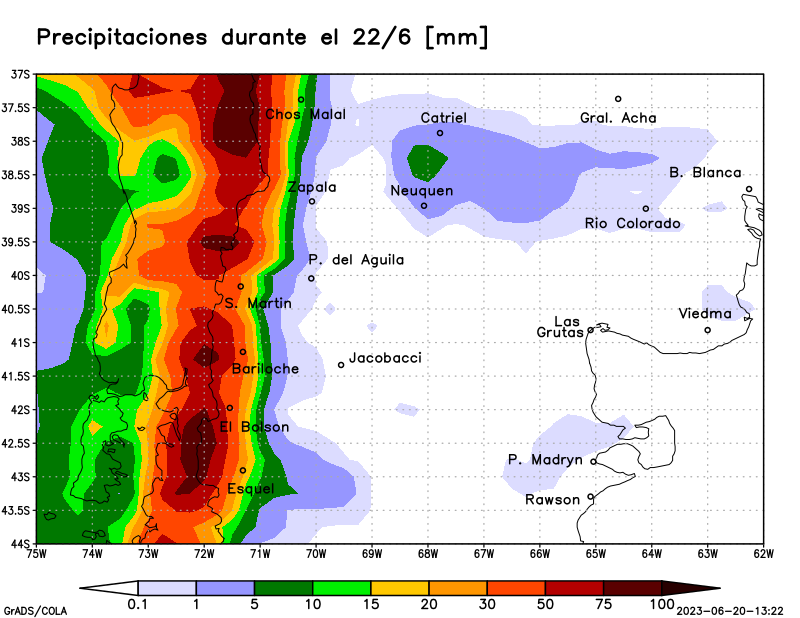 Precipitaciones durante el 22/6 [mm]
37S
37.5S
38S
38.5S
39S
39.5S
40S
40.5S
41S
41.5S
42S
42.5S
43S
43.5S
44S
Chos Malal
Catriel
Gral. Acha
B. Blanca
Zapala
Neuquen
Rio Colorado
P. del Aguila
S. Martin
Viedma
Las
Grutas
Jacobacci
Bariloche
El Bolson
P. Madryn
Esquel
Rawson
75W 74W 73W 72W 71W 70W 69W 68W 67W 66W 65W 64W 63W 62W
0.1 1 5 10 15 20 30 50 75 100
GrADS/COLA
2023-06-20-13:22